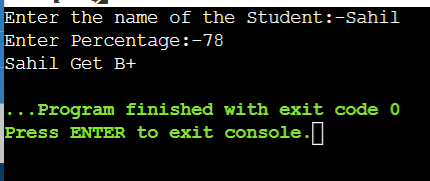 Enter the name of the Student:-Sahil
Enter Percentage:-78
Sahil Get B+
...Program finished with exit code 0
Press ENTER to exit console.